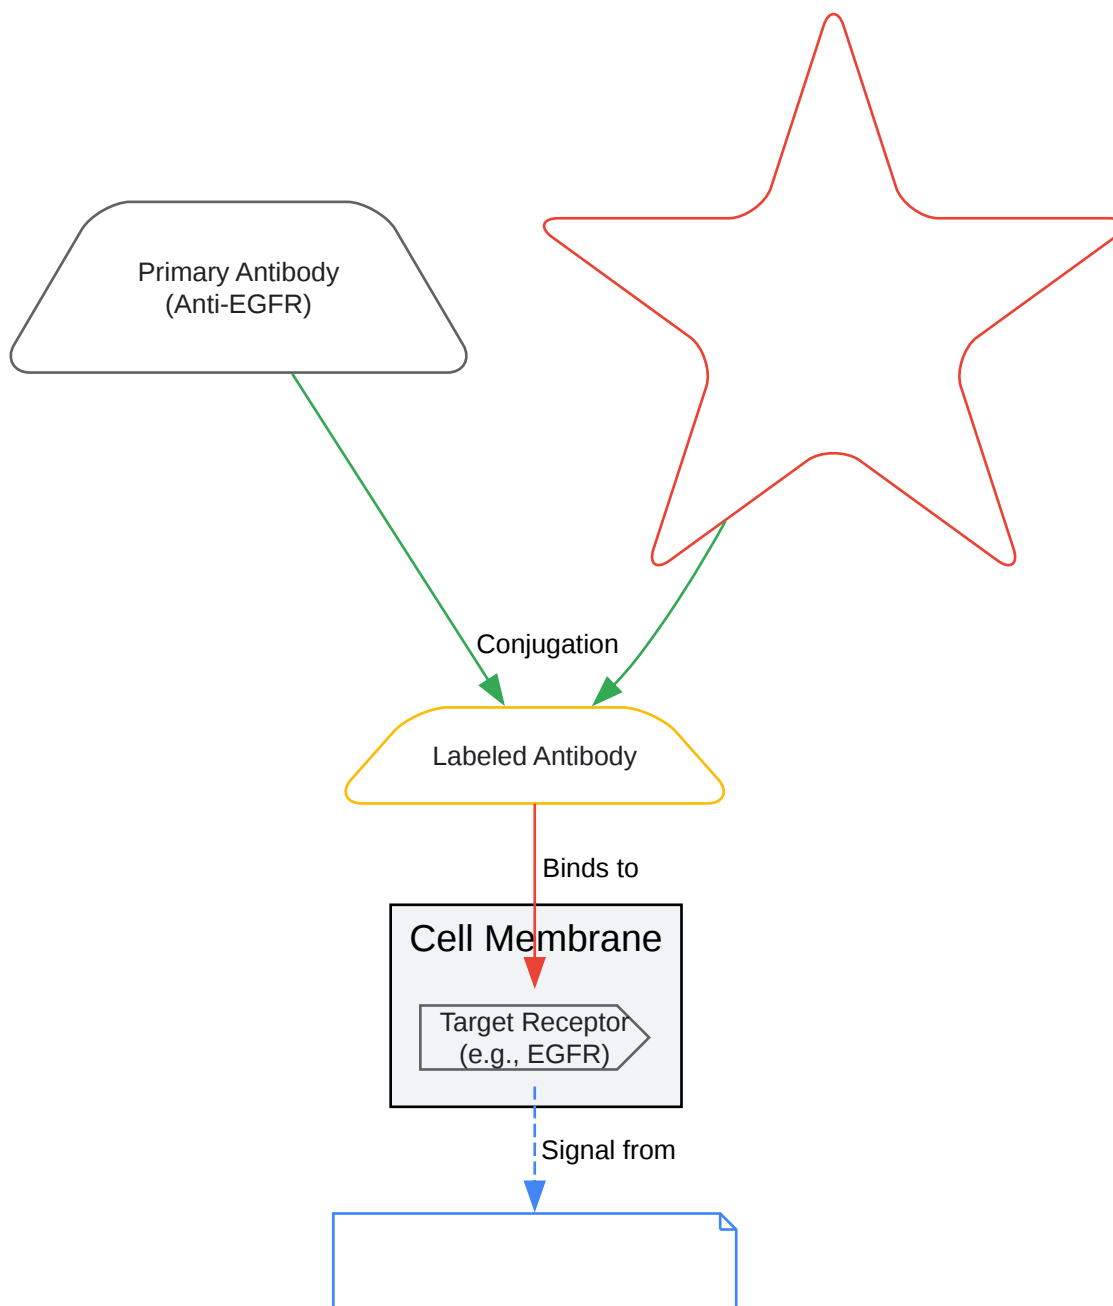 Primary Antibody
(Anti-EGFR)
Conjugation
Labeled Antibody
Binds to
Cell Membrane
Target Receptor
(e.g., EGFR)
Signal from